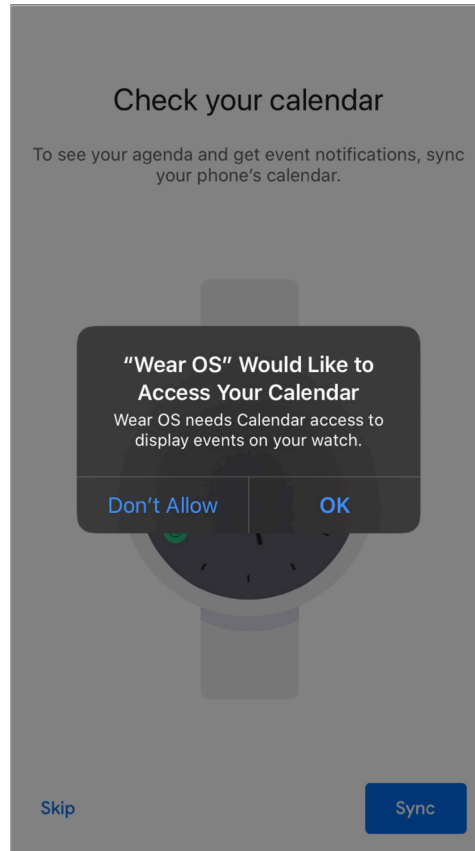 Check your calendar
To see your agenda and get event notifications, sync
your phone’s calendar.
“Wear OS” Would Like to
Access Your Calendar
Wear OS needs Calendar access to
display events on your watch.
Don’t Allow
OK
Skip
Sync